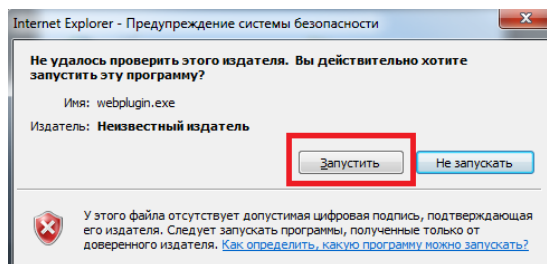 Internet Explorer - Предупреждение системы безопасности
Не удалось проверить этого издателя. Вы действительно хотите
запустить эту программу?
Имя: webplugin.exe
Издатель: Неизвестный издатель
Запустить Не запускать
У этого файла отсутствует допустимая цифровая подпись, подтверждающая
его издателя. Следует запускать программы, полученные только от
доверенного издателя. Как определить, какую программу можно запускать?